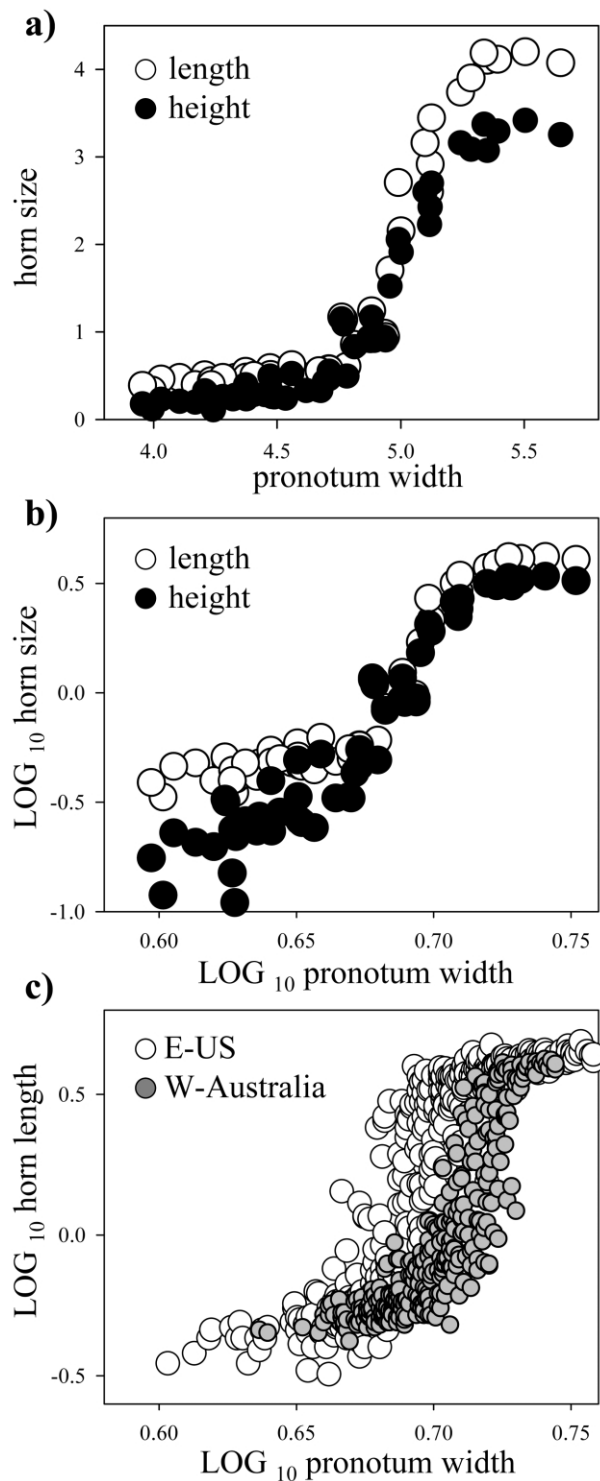 a)
length
height
horn size
4
3
2
1
0
4.0 4.5 5.0 5.5
pronotum width
b)
length
height
LOG 10 horn size
0.5
0.0
-0.5
-1.0
0.60 0.65 0.70 0.75
LOG 10 pronotum width
c)
E-US
W-Australia
LOG 10 horn length
0.5
0.0
-0.5
0.60 0.65 0.70 0.75
LOG 10 pronotum width